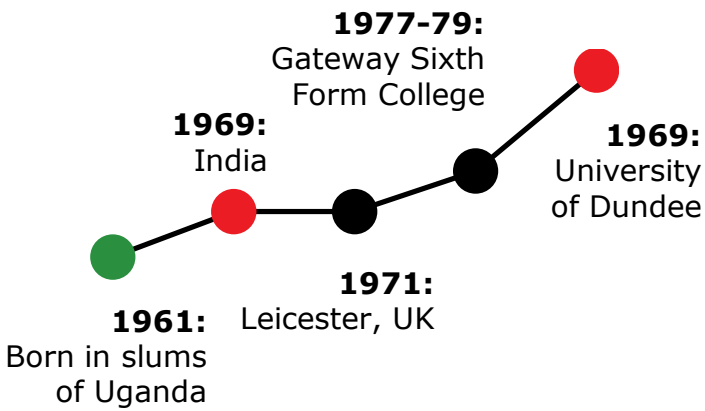 1961:
Born in slums
of Uganda
1969:
India
1971:
Leicester, UK
1977-79:
Gateway Sixth
Form College
1969:
University
of Dundee